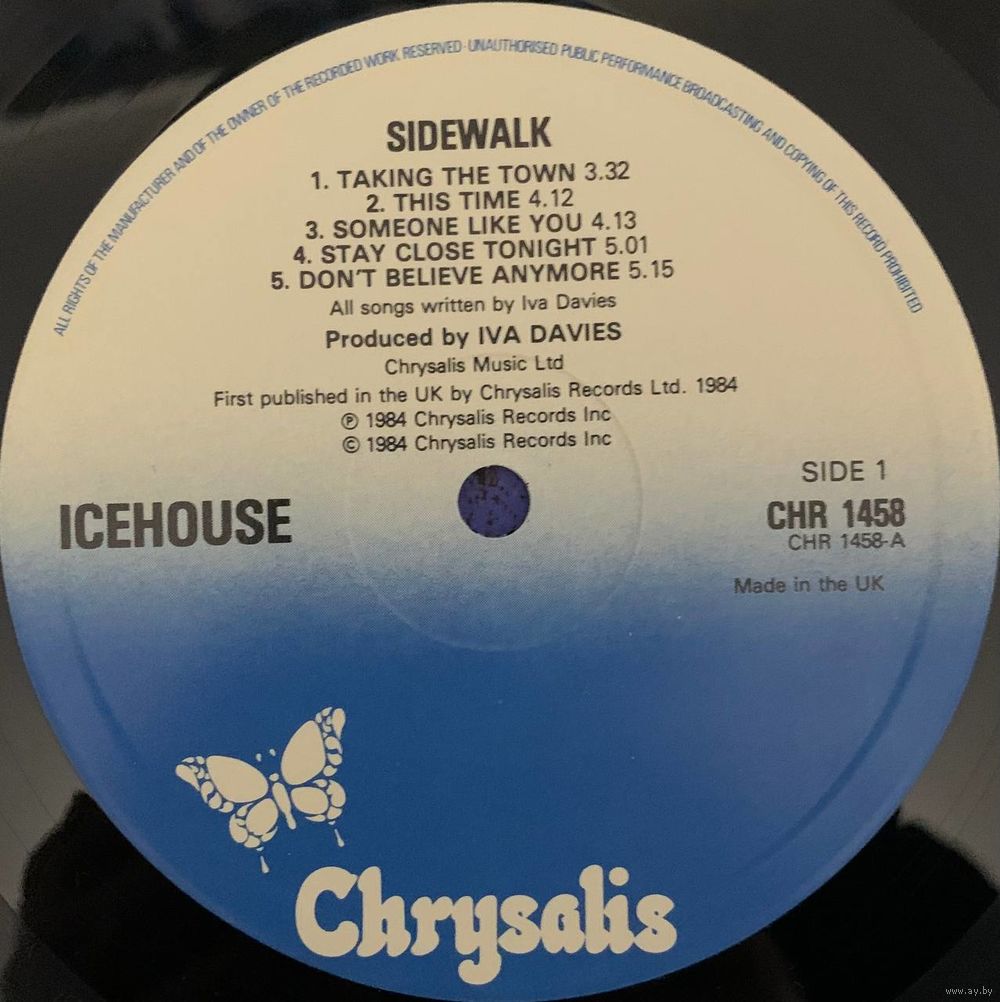 ALL RIGHTS OF THE MANUFACTURER AND OF THE OWNER OF THE RECORDED WORK RESERVED · UNAUTHORISED PUBLIC PERFORMANCE BROADCASTING AND COPYING OF THIS RECORD PROHIBITED
SIDEWALK
1. TAKING THE TOWN 3.32
2. THIS TIME 4.12
3. SOMEONE LIKE YOU 4.13
4. STAY CLOSE TONIGHT 5.01
5. DON'T BELIEVE ANYMORE 5.15
All songs written by Iva Davies
Produced by IVA DAVIES
Chrysalis Music Ltd
First published in the UK by Chrysalis Records Ltd. 1984
℗ 1984 Chrysalis Records Inc
© 1984 Chrysalis Records Inc
ICEHOUSE
SIDE 1
CHR 1458
CHR 1458-A
Made in the UK
Chrysalis
www.ay.by